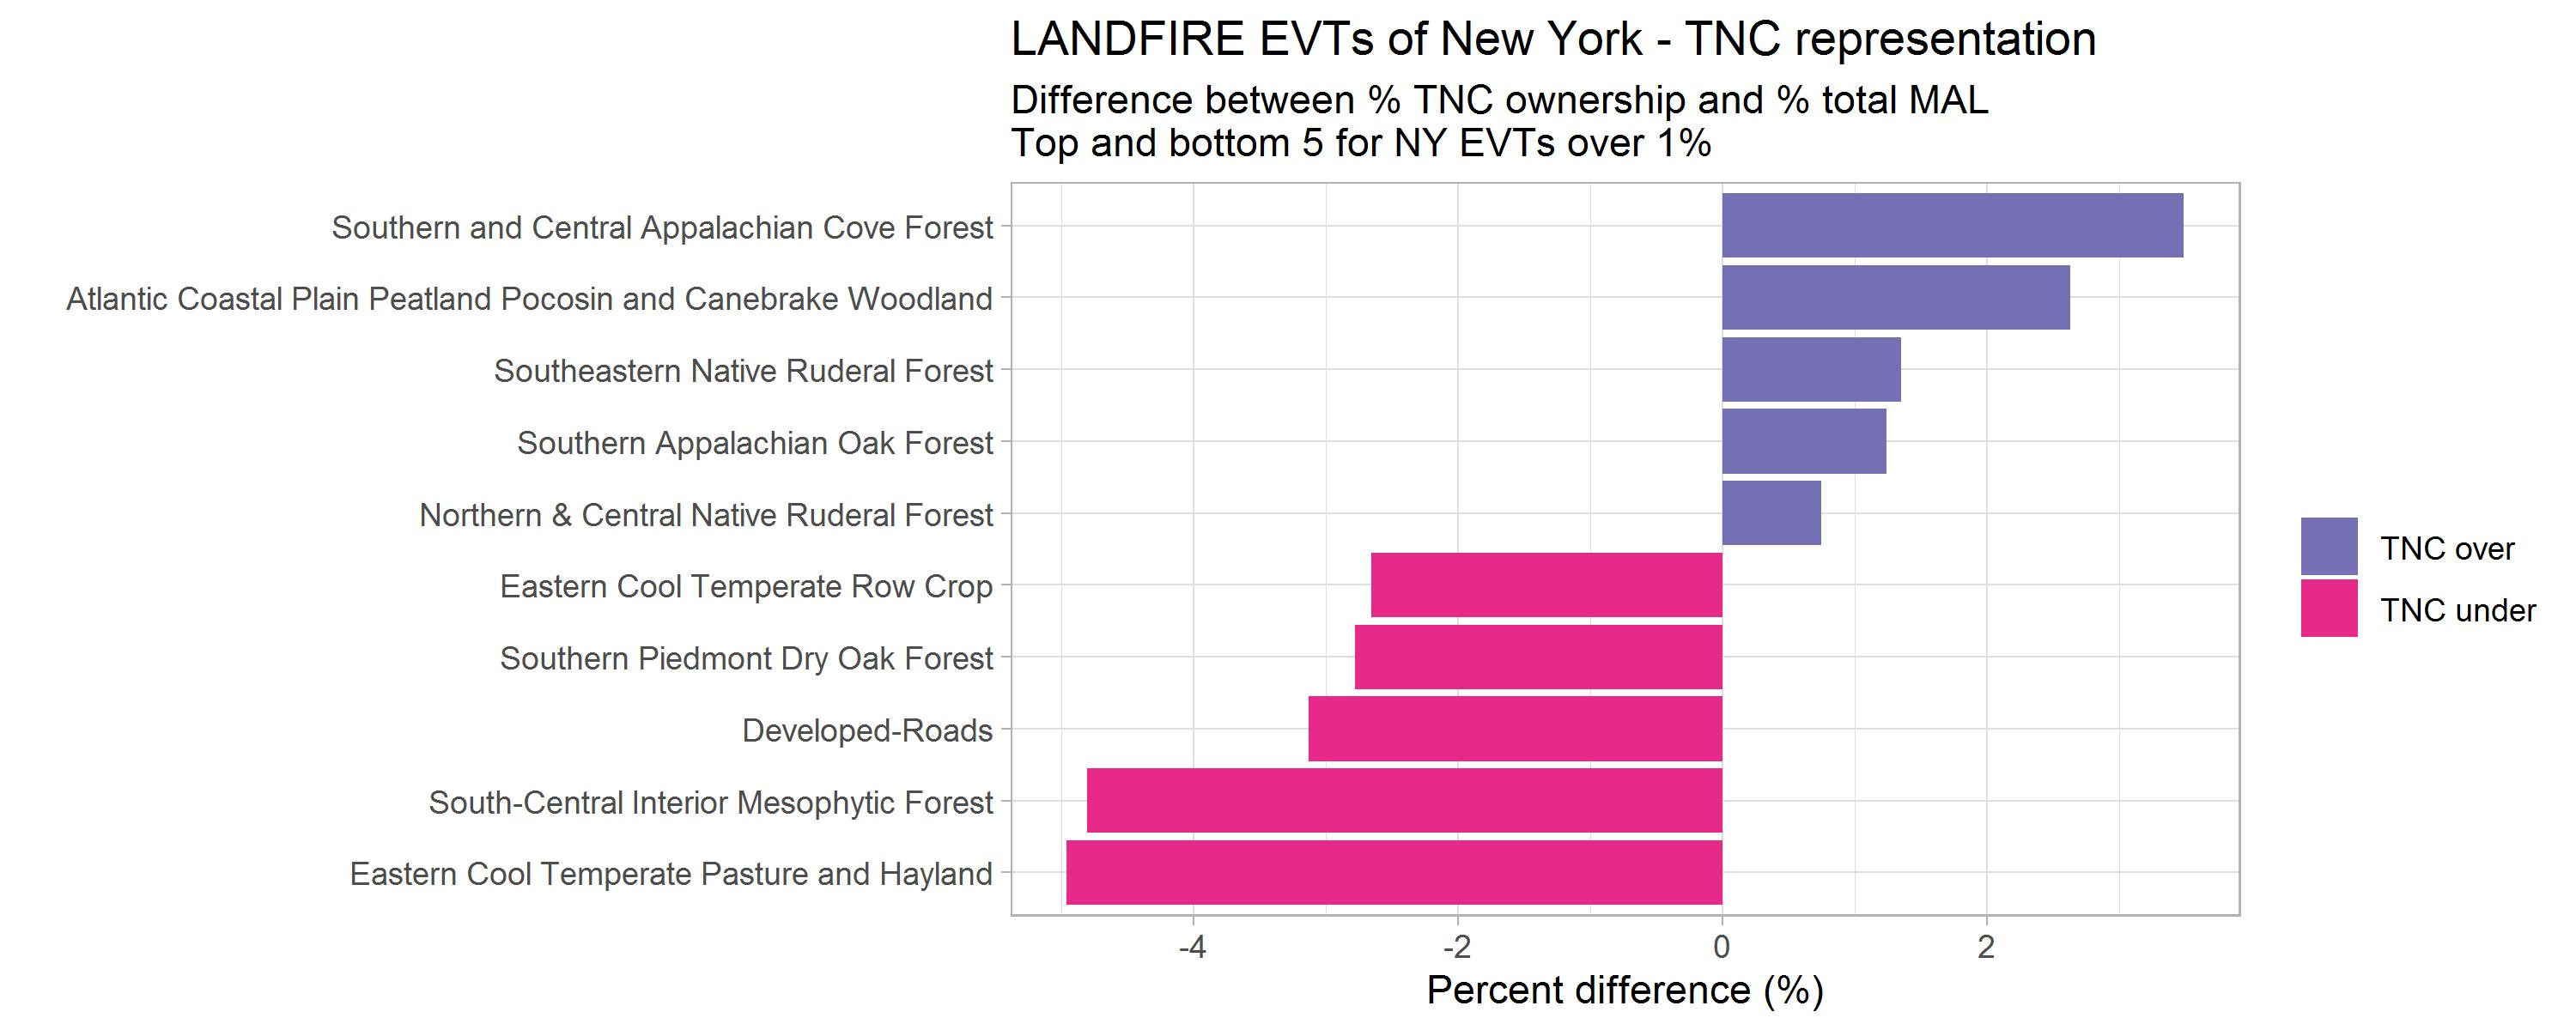 LANDFIRE EVTs of New York - TNC representation
Difference between % TNC ownership and % total MAL
Top and bottom 5 for NY EVTs over 1%
Southern and Central Appalachian Cove Forest
Atlantic Coastal Plain Peatland Pocosin and Canebrake Woodland
Southeastern Native Ruderal Forest
Southern Appalachian Oak Forest
Northern & Central Native Ruderal Forest
Eastern Cool Temperate Row Crop
Southern Piedmont Dry Oak Forest
Developed-Roads
South-Central Interior Mesophytic Forest
Eastern Cool Temperate Pasture and Hayland
-4 -2 0 2
Percent difference (%)
TNC over
TNC under